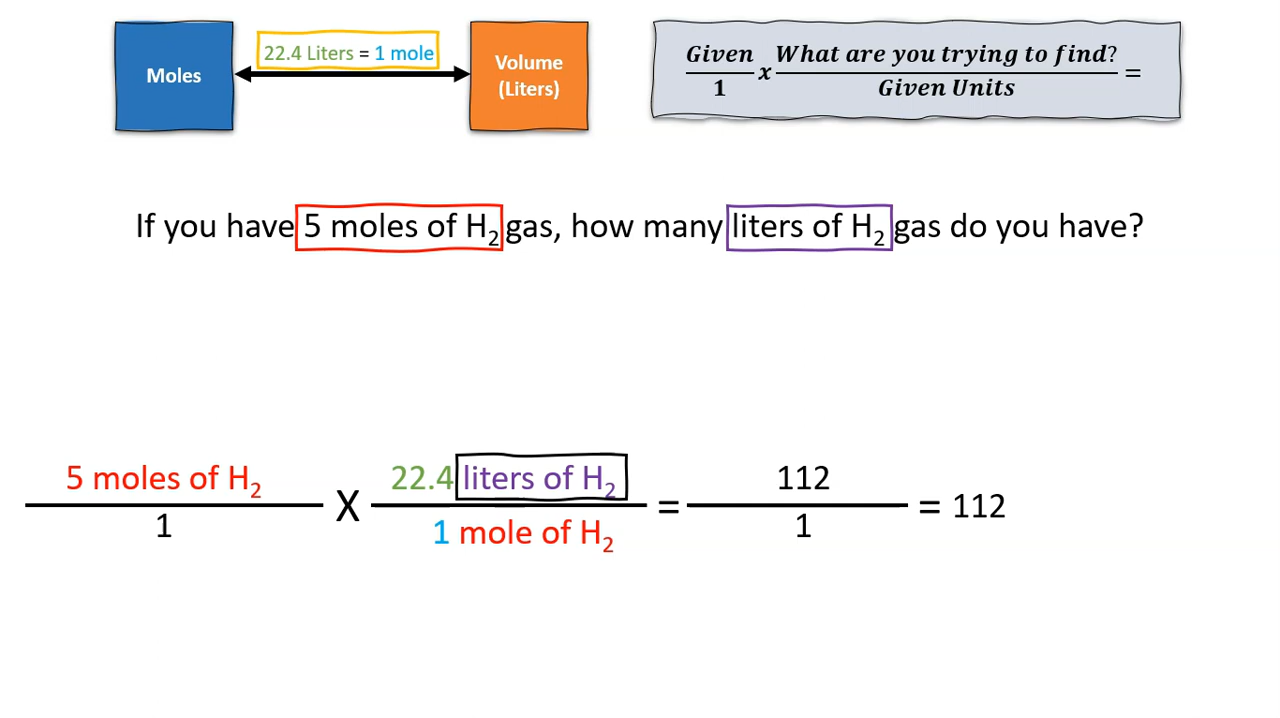 Moles
22.4 Liters = 1 mole
Volume
(Liters)
Given
1
x
What are you trying to find?
Given Units
=
If you have 5 moles of H₂ gas, how many liters of H₂ gas do you have?
5 moles of H₂
1
X
22.4 liters of H₂
1 mole of H₂
=
112
1
= 112